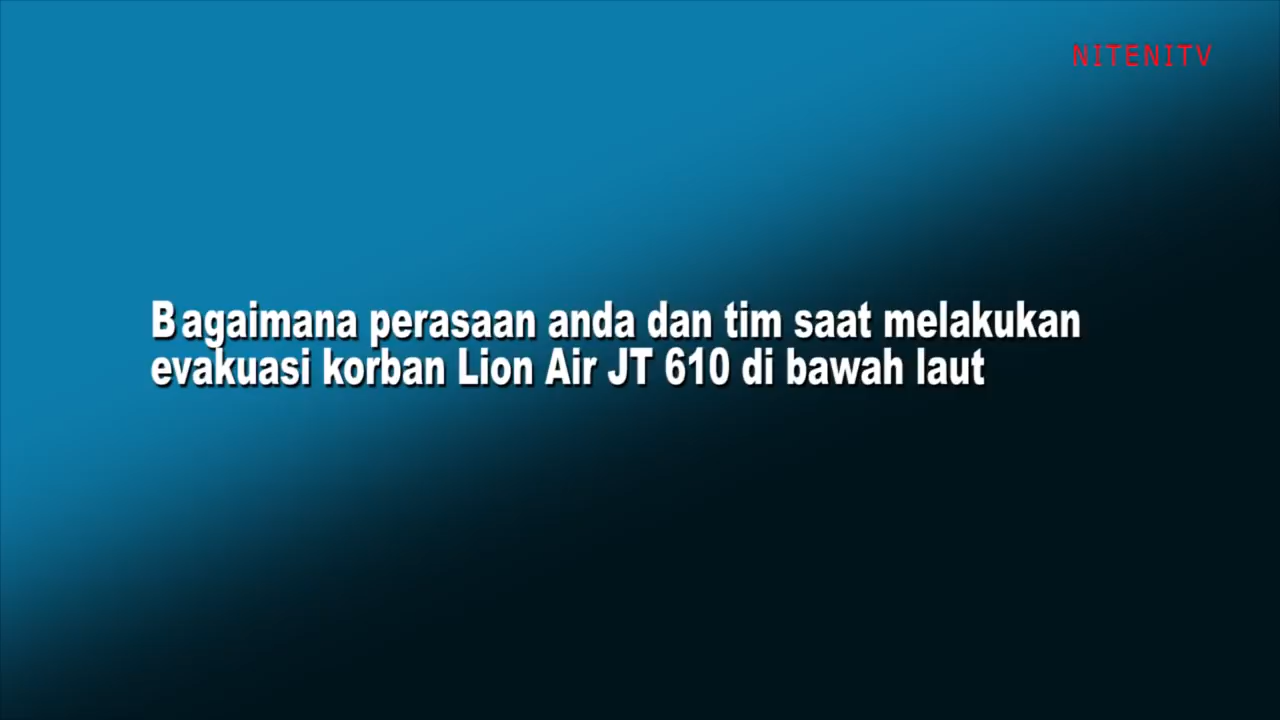 NITENITV
Bagaimana perasaan anda dan tim saat melakukan
evakuasi korban Lion Air JT 610 di bawah laut